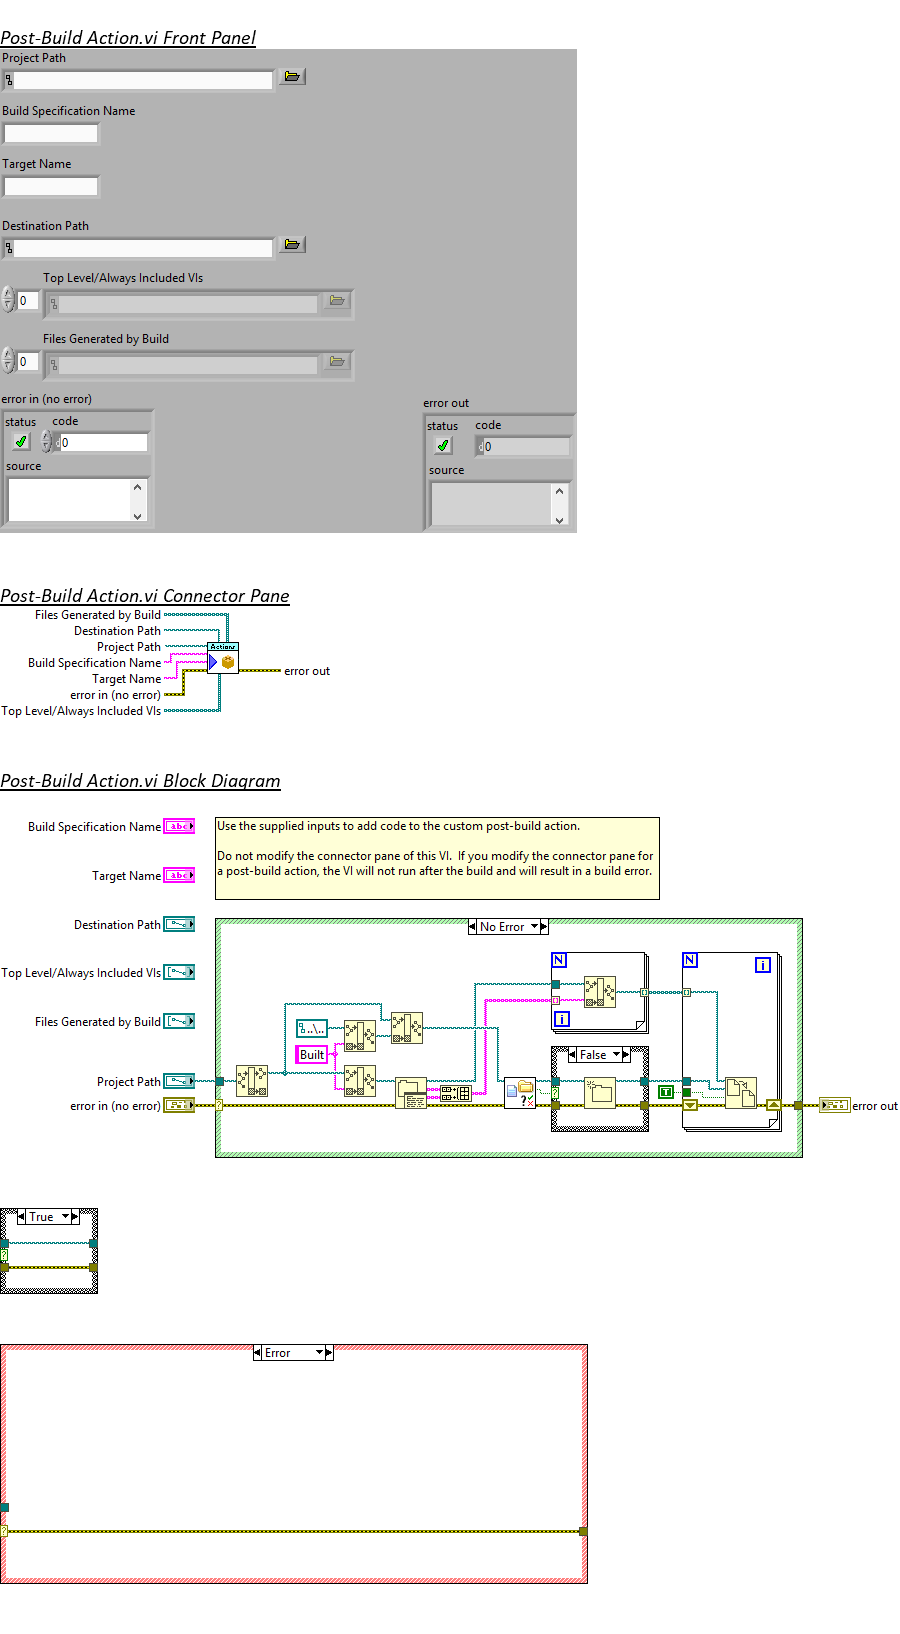 Post-Build Action.vi Front Panel
Project Path
Build Specification Name
Target Name
Destination Path
Top Level/Always Included VIs
0
Files Generated by Build
0
error in (no error)
status code
0
source
error out
status code
0
source
Post-Build Action.vi Connector Pane
Files Generated by Build
Destination Path
Project Path
Build Specification Name
Target Name
error in (no error)
Top Level/Always Included VIs
Actions
error out
Post-Build Action.vi Block Diagram
Build Specification Name
abc
Target Name
abc
Destination Path
Top Level/Always Included VIs
Files Generated by Build
Project Path
error in (no error)
Use the supplied inputs to add code to the custom post-build action.
Do not modify the connector pane of this VI. If you modify the connector pane for
a post-build action, the VI will not run after the build and will result in a build error.
No Error
N
i
N
i
..\..
Built
False
T
?
?
?
error out
True
?
Error
?